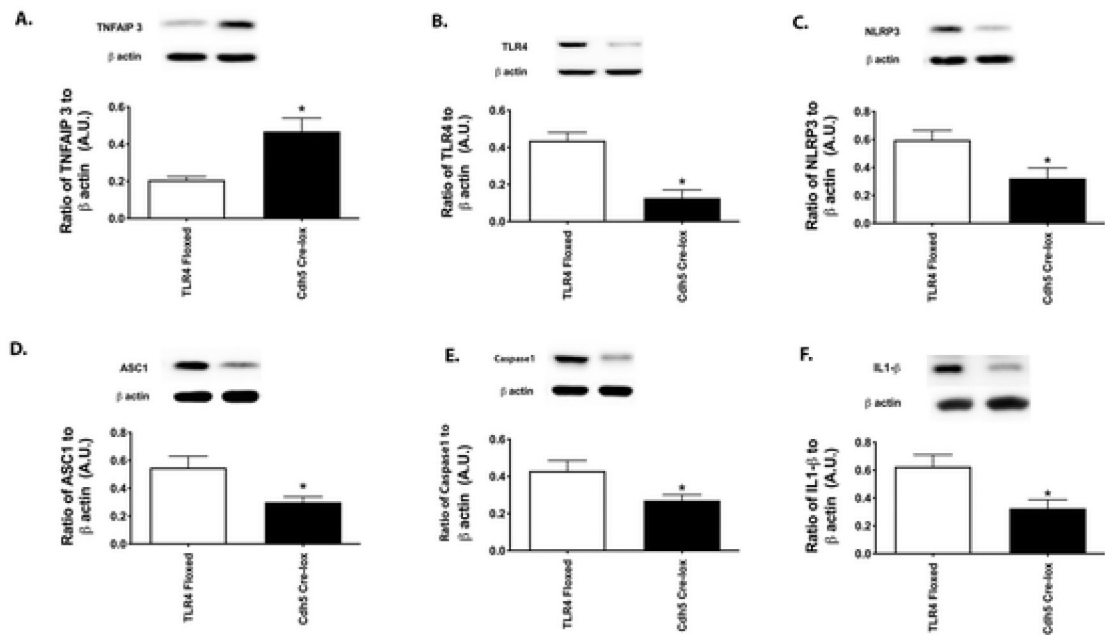 A.
TNFAIP 3
β actin
Ratio of TNFAIP 3 to
β actin (A.U.)
0.6
0.4
0.2
0.0
*
TLR4 Floxed
Cdh5 Cre-lox
B.
TLR4
β actin
Ratio of TLR4 to
β actin (A.U.)
0.6
0.4
0.2
0.0
*
TLR4 Floxed
Cdh5 Cre-lox
C.
NLRP3
β actin
Ratio of NLRP3 to
β actin (A.U.)
0.8
0.6
0.4
0.2
0.0
*
TLR4 Floxed
Cdh5 Cre-lox
D.
ASC1
β actin
Ratio of ASC1 to
β actin (A.U.)
0.8
0.6
0.4
0.2
0.0
*
TLR4 Floxed
Cdh5 Cre-lox
E.
Caspase1
β actin
Ratio of Caspase1 to
β actin (A.U.)
0.6
0.4
0.2
0.0
*
TLR4 Floxed
Cdh5 Cre-lox
F.
IL1-β
β actin
Ratio of IL1-β to
β actin (A.U.)
0.8
0.6
0.4
0.2
0.0
*
TLR4 Floxed
Cdh5 Cre-lox